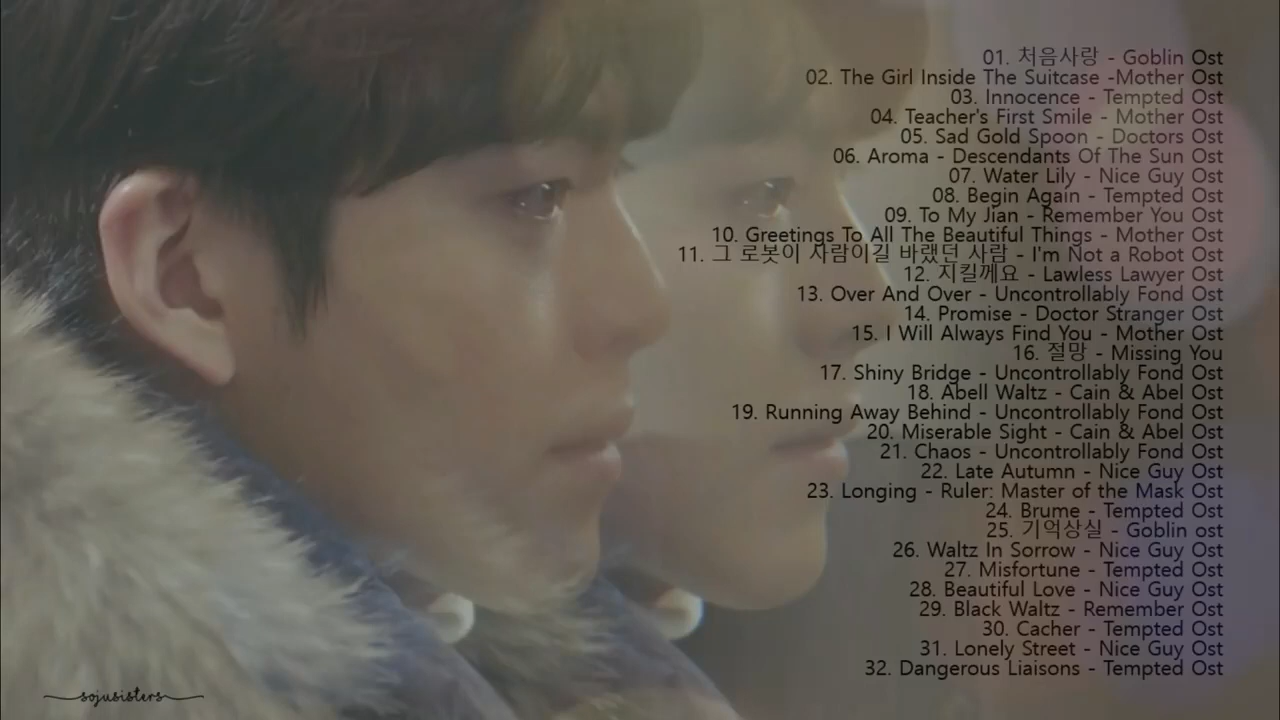 01. 처음사랑 - Goblin Ost
02. The Girl Inside The Suitcase -Mother Ost
03. Innocence - Tempted Ost
04. Teacher's First Smile - Mother Ost
05. Sad Gold Spoon - Doctors Ost
06. Aroma - Descendants Of The Sun Ost
07. Water Lily - Nice Guy Ost
08. Begin Again - Tempted Ost
09. To My Jian - Remember You Ost
10. Greetings To All The Beautiful Things - Mother Ost
11. 그 로봇이 사람이길 바랬던 사람 - I'm Not a Robot Ost
12. 지킬께요 - Lawless Lawyer Ost
13. Over And Over - Uncontrollably Fond Ost
14. Promise - Doctor Stranger Ost
15. I Will Always Find You - Mother Ost
16. 절망 - Missing You
17. Shiny Bridge - Uncontrollably Fond Ost
18. Abell Waltz - Cain & Abel Ost
19. Running Away Behind - Uncontrollably Fond Ost
20. Miserable Sight - Cain & Abel Ost
21. Chaos - Uncontrollably Fond Ost
22. Late Autumn - Nice Guy Ost
23. Longing - Ruler: Master of the Mask Ost
24. Brume - Tempted Ost
25. 기억상실 - Goblin ost
26. Waltz In Sorrow - Nice Guy Ost
27. Misfortune - Tempted Ost
28. Beautiful Love - Nice Guy Ost
29. Black Waltz - Remember Ost
30. Cacher - Tempted Ost
31. Lonely Street - Nice Guy Ost
32. Dangerous Liaisons - Tempted Ost
sojusisters